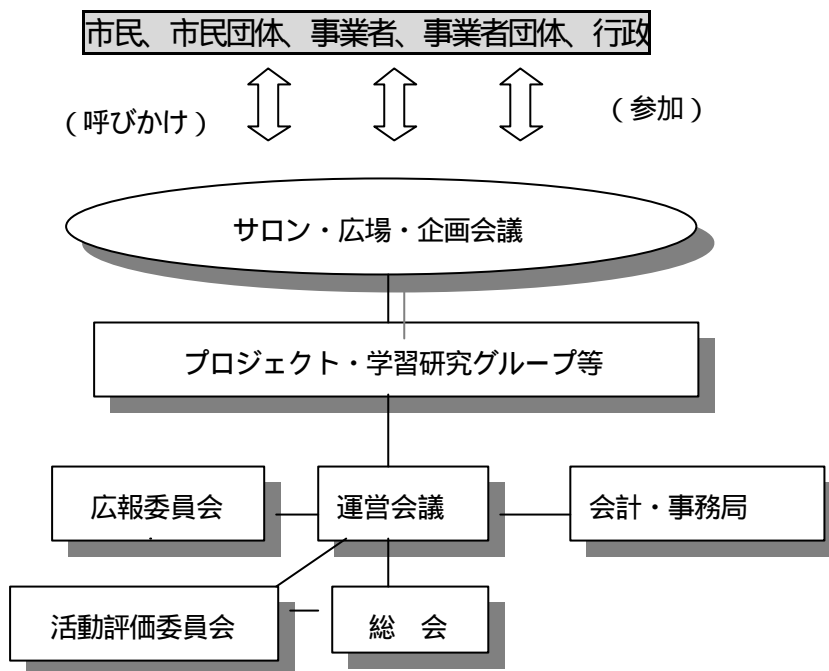 市民、市民団体、事業者、事業者団体、行政
（呼びかけ）
（参加）
サロン・広場・企画会議
プロジェクト・学習研究グループ等
広報委員会
運営会議
会計・事務局
活動評価委員会
総　会